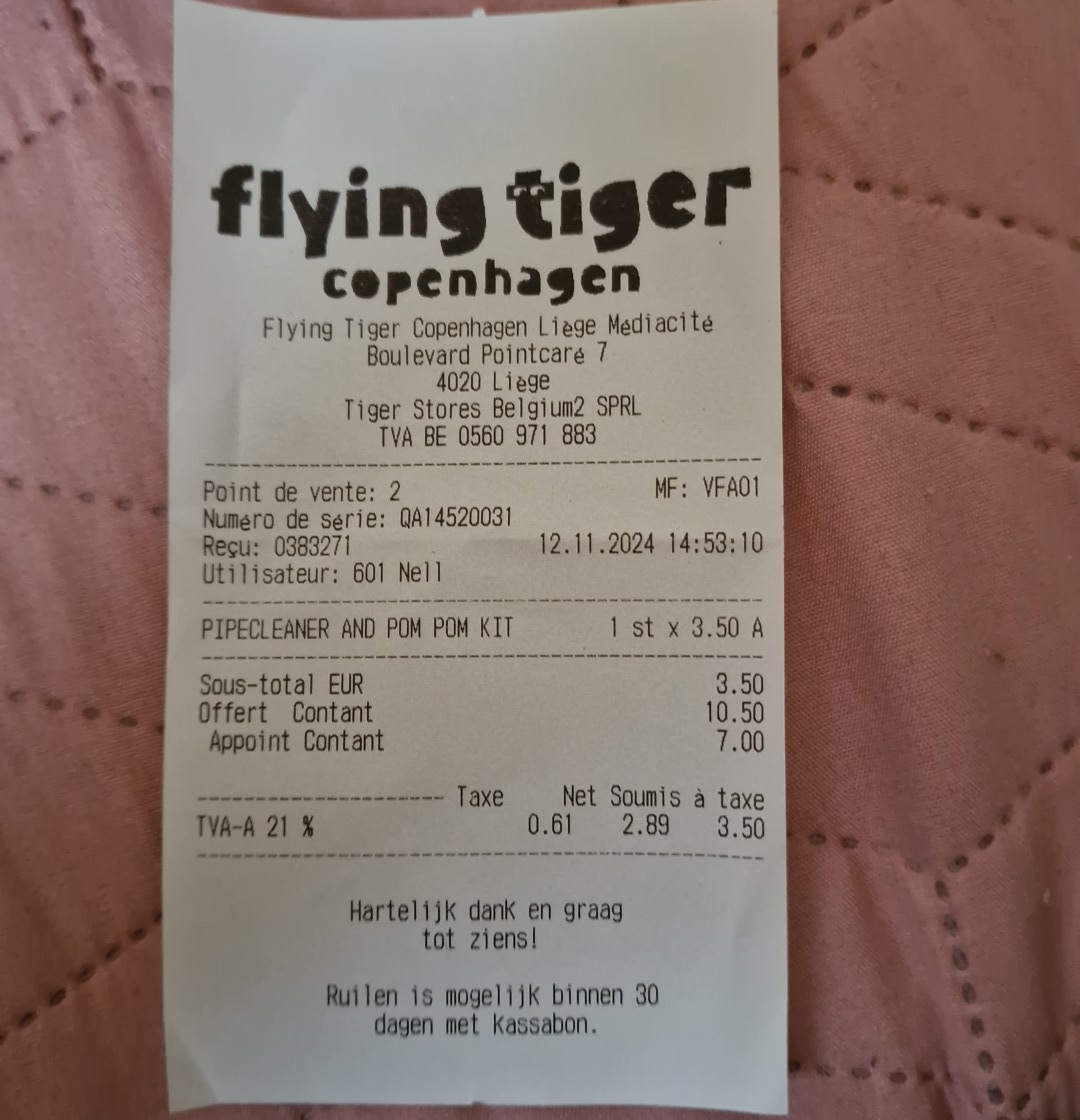 flying tiger
copenhagen
Flying Tiger Copenhagen Liège Médiacité
Boulevard Pointcaré 7
4020 Liège
Tiger Stores Belgium2 SPRL
TVA BE 0560 971 883
Point de vente: 2 MF: VFA01
Numéro de série: QA14520031
Reçu: 0383271 12.11.2024 14:53:10
Utilisateur: 601 Nell
PIPECLEANER AND POM POM KIT 1 st x 3.50 A
Sous-total EUR 3.50
Offert Contant 10.50
Appoint Contant 7.00
Taxe Net Soumis à taxe
TVA-A 21 % 0.61 2.89 3.50
Hartelijk dank en graag
tot ziens!
Ruilen is mogelijk binnen 30
dagen met kassabon.